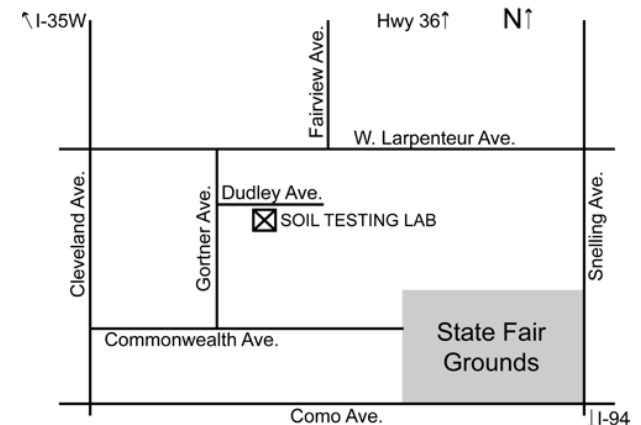 ↖I-35W
Hwy 36↑
N↑
Fairview Ave.
W. Larpenteur Ave.
Cleveland Ave.
Gortner Ave.
Dudley Ave.
SOIL TESTING LAB
Snelling Ave.
Commonwealth Ave.
State Fair
Grounds
Como Ave.
↓I-94